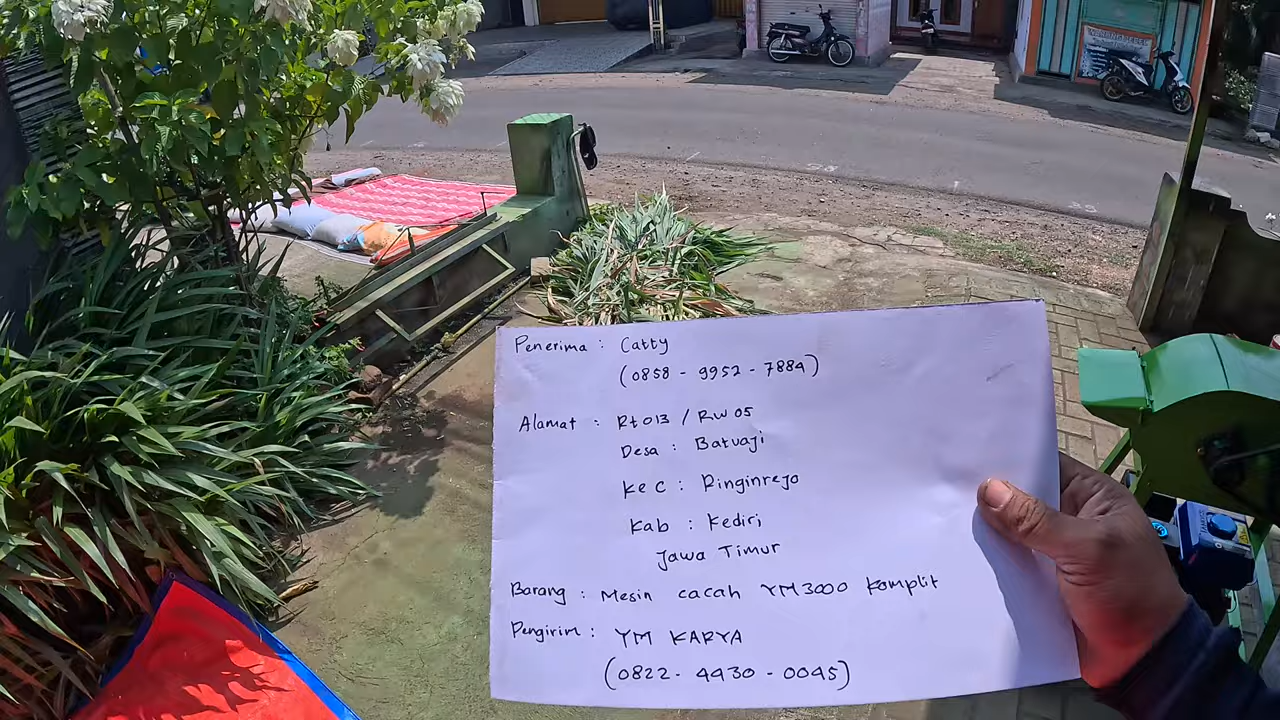 Penerima : Catty
(0858 - 9952 - 7884)
Alamat : Rt 013 / RW 05
Desa : Batuaji
Kec : Ringinrejo
Kab : Kediri
Jawa Timur
Barang : Mesin cacah YM3000 Komplit
Pengirim : YM KARYA
(0822 - 4430 - 0045)